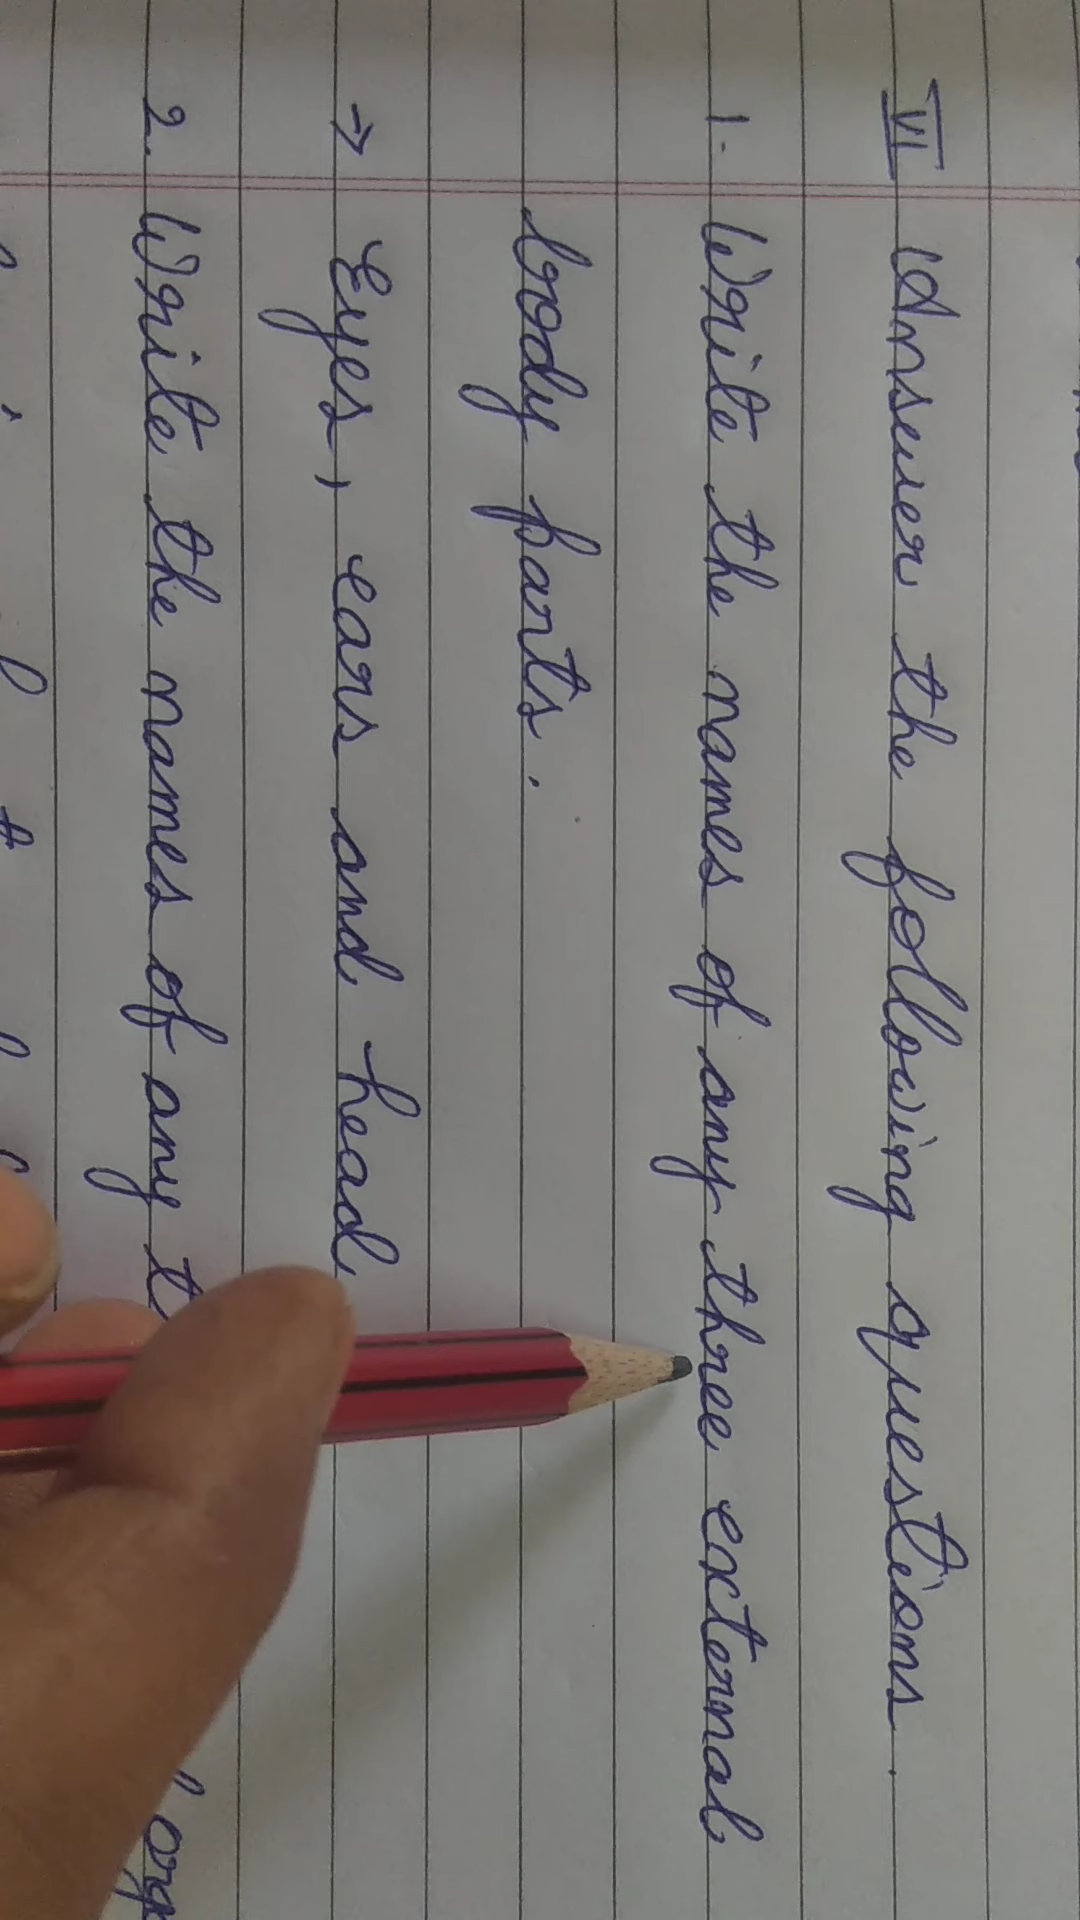 VI Answer the following questions.
1. Write the names of any three external
body parts.
→ Eyes, ears and head
2. Write the names of any